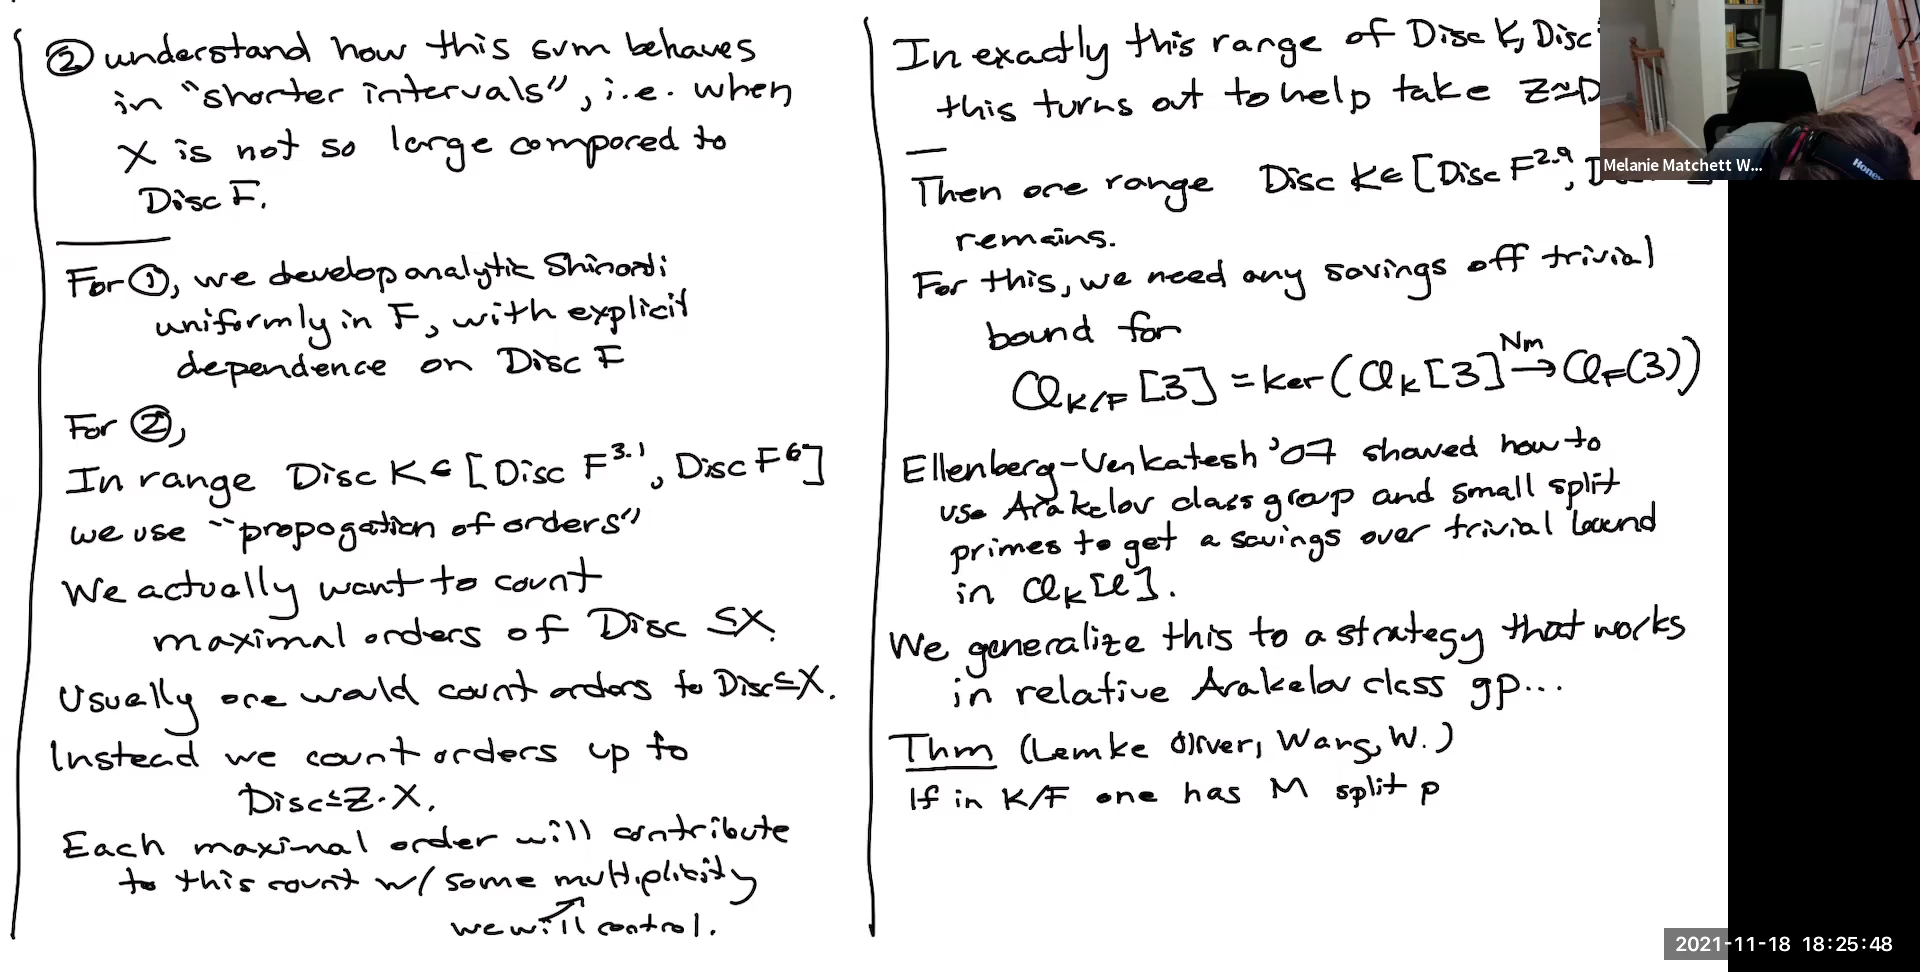 ② understand how this sum behaves
in "shorter intervals", i.e. when
X is not so large compared to
Disc F.
For ①, we develop analytic Shinanti
uniformly in F, with explicit
dependence on Disc F
For ②,
In range Disc K ∈ [Disc F^3.1, Disc F^6]
we use "propogation of orders"
We actually want to count
maximal orders of Disc ≤X.
Usually one would count orders to Disc≤X.
Instead we count orders up to
Disc≤Z·X.
Each maximal order will contribute
to this count w/ some multiplicity
we will control.
In exactly this range of Disc K, Disc
this turns out to help take Z≈D
Then one range Disc K∈[Disc F^2.9,
remains.
For this, we need any savings off trivial
bound for
Cl_K/F [3] = ker(Cl_K[3] →^Nm Cl_F(3))
Ellenberg-Venkatesh '07 showed how to
use Arakelov class group and small split
primes to get a savings over trivial bound
in Cl_K[ℓ].
We generalize this to a strategy that works
in relative Arakelov class gp...
Thm (Lemke Oliver, Wang, W.)
If in K/F one has M split p
Melanie Matchett W...
2021-11-18 18:25:48